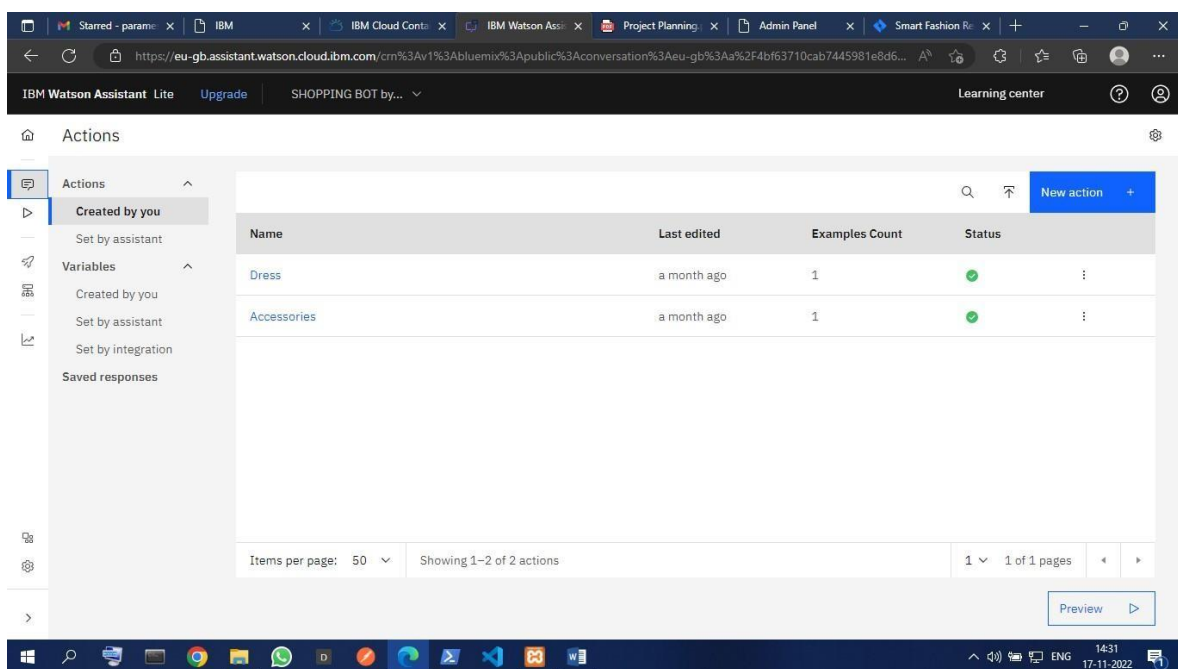 Starred - parame IBM IBM Cloud Conta IBM Watson Assi Project Planning. Admin Panel Smart Fashion Re
https://eu-gb.assistant.watson.cloud.ibm.com/crn%3Av1%3Abluemix%3Apublic%3Aconversation%3Aeu-gb%3Aa%2F4bf63710cab7445981e8d6...
IBM Watson Assistant Lite Upgrade SHOPPING BOT by... Learning center
Actions
Actions
Created by you
Set by assistant
Variables
Created by you
Set by assistant
Set by integration
Saved responses
New action +
Name Last edited Examples Count Status
Dress a month ago 1
Accessories a month ago 1
Items per page: 50 Showing 1–2 of 2 actions 1 1 of 1 pages
Preview
ENG 14:31
17-11-2022